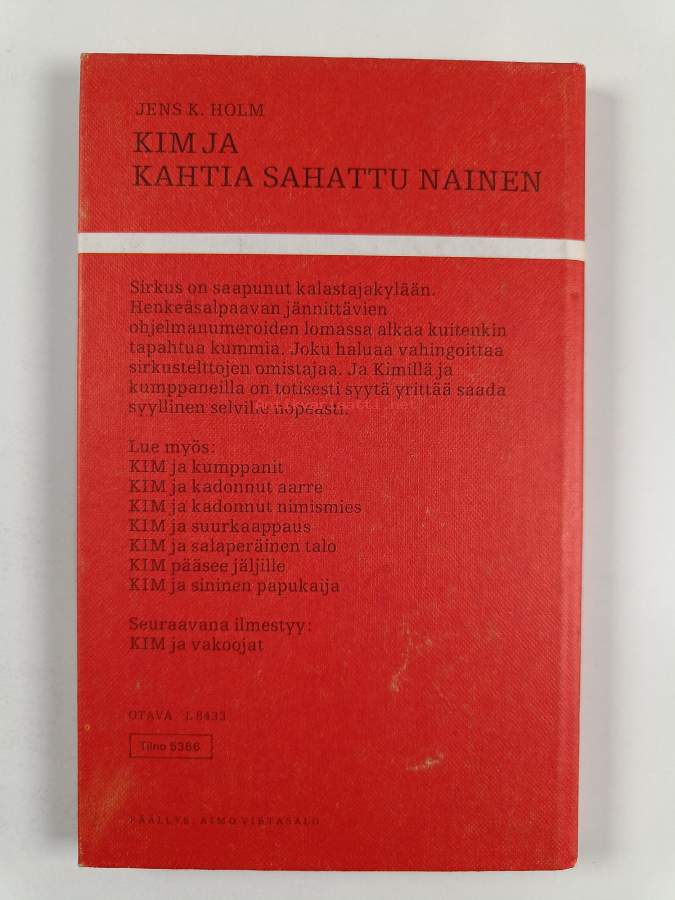 JENS K. HOLM
KIM JA
KAHTIA SAHATTU NAINEN
Sirkus on saapunut kalastajakylään.
Henkeäsalpaavan jännittävien
ohjelmanumeroiden lomassa alkaa kuitenkin
tapahtua kummia. Joku haluaa vahingoittaa
sirkustelttojen omistajaa. Ja Kimillä ja
kumppaneilla on totisesti syytä yrittää saada
syyllinen selville nopeasti.
Lue myös:
KIM ja kumppanit
KIM ja kadonnut aarre
KIM ja kadonnut nimismies
KIM ja suurkaappaus
KIM ja salaperäinen talo
KIM pääsee jäljille
KIM ja sininen papukaija
Seuraavana ilmestyy:
KIM ja vakoojat
OTAVA L 8433
Tilno 5366
PÄÄLLYS: AIMO VIETASALO